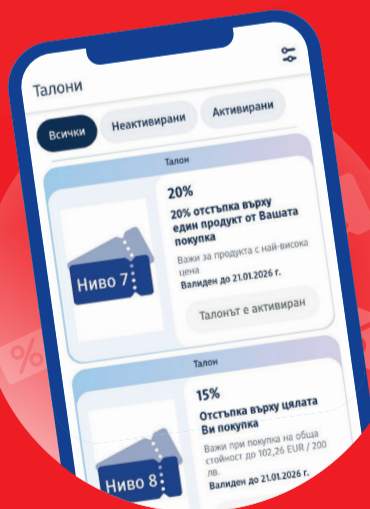 Талони
Всички
Неактивирани
Активирани
Талон
Ниво 7
20%
20% отстъпка върху
един продукт от Вашата
покупка
Важи за продукта с най-висока
цена
Валиден до 21.01.2026 г.
Талонът е активиран
Талон
Ниво 8
15%
Отстъпка върху цялата
Ви покупка
Важи при покупка на обща
стойност до 102,26 EUR / 200
лв.
Валиден до 21.01.2026 г.
%